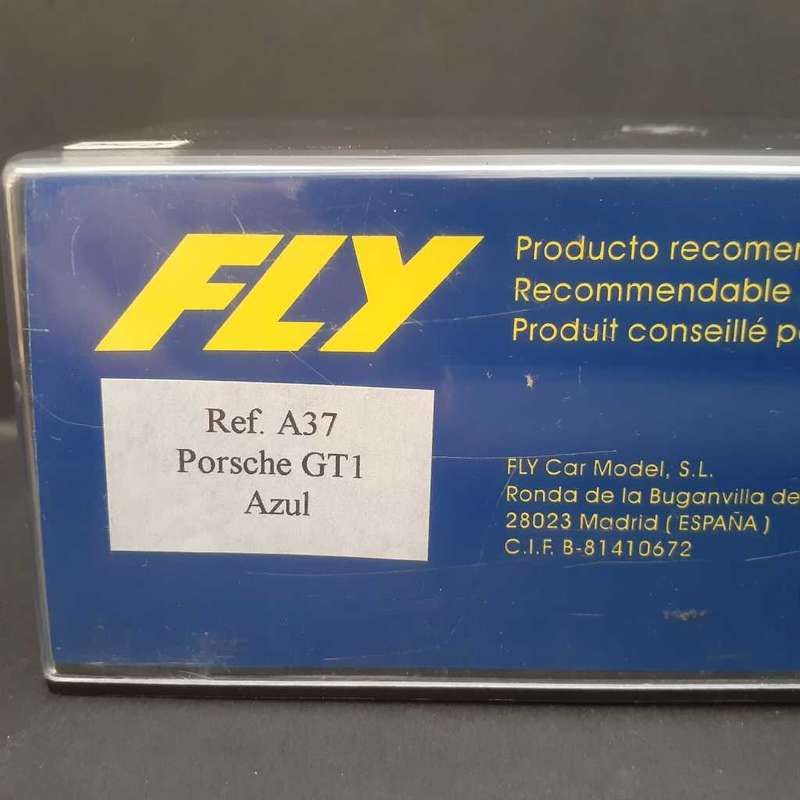 FLY
Producto recomen
Recommendable
Produit conseillé p
Ref. A37
Porsche GT1
Azul
FLY Car Model, S.L.
Ronda de la Buganvilla de
28023 Madrid ( ESPAÑA )
C.I.F. B-81410672